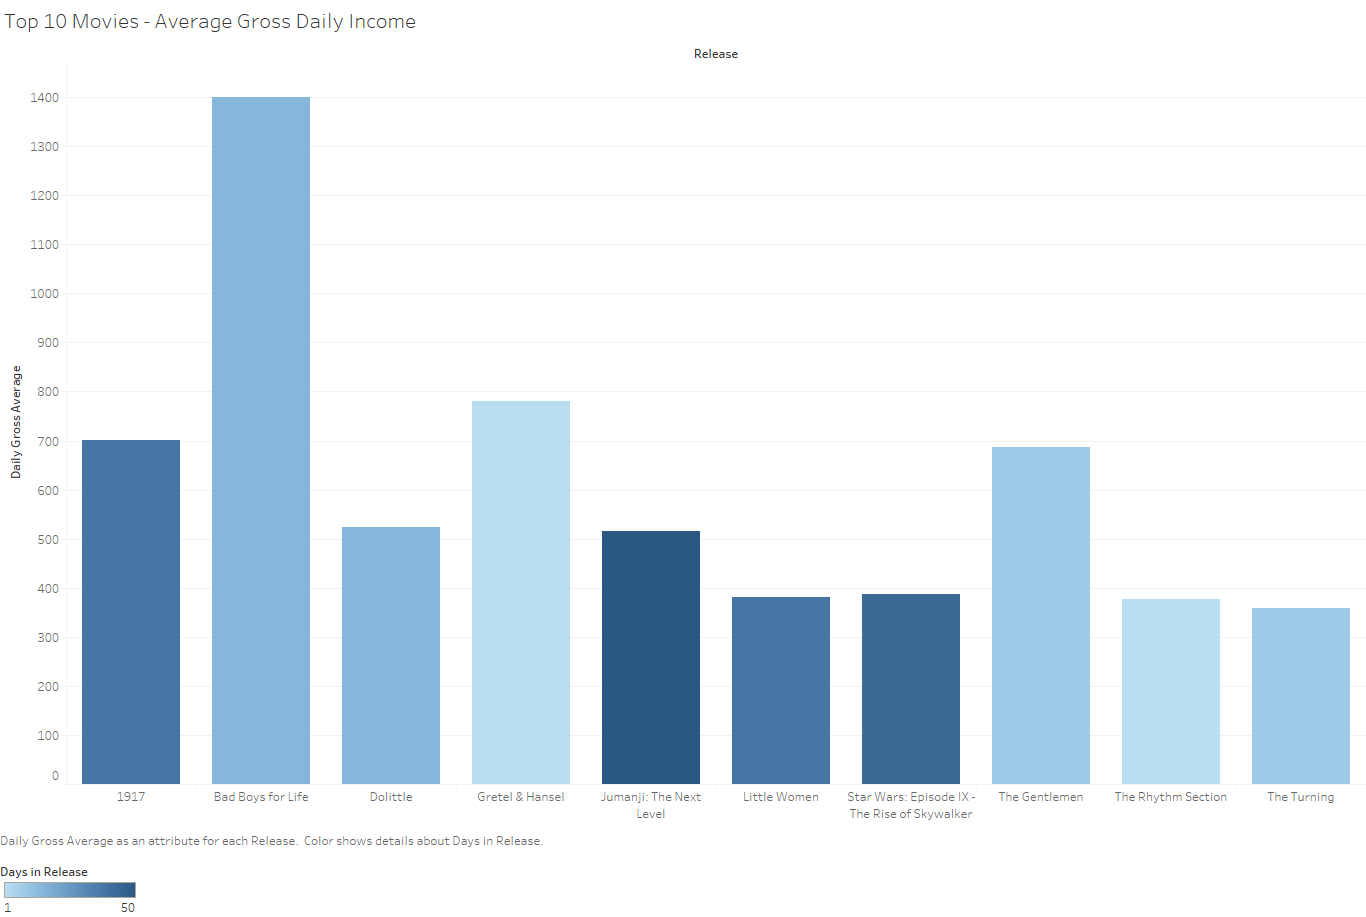 Top 10 Movies - Average Gross Daily Income
Release
Daily Gross Average
1400
1300
1200
1100
1000
900
800
700
600
500
400
300
200
100
0
1917
Bad Boys for Life
Dolittle
Gretel & Hansel
Jumanji: The Next
Level
Little Women
Star Wars: Episode IX -
The Rise of Skywalker
The Gentlemen
The Rhythm Section
The Turning
Daily Gross Average as an attribute for each Release.  Color shows details about Days in Release.
Days in Release
1 50